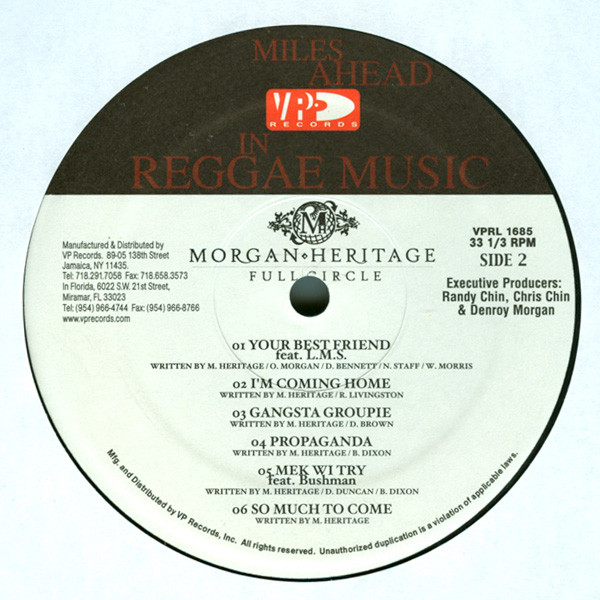 MILES
AHEAD
VP
RECORDS
IN
REGGAE MUSIC
M
MORGAN HERITAGE
FULL CIRCLE
Manufactured & Distributed by
VP Records. 89-05 138th Street
Jamaica, NY 11435.
Tel: 718.291.7058 Fax: 718.658.3573
In Florida, 6022 S.W. 21st Street,
Miramar, FL 33023
Tel: (954) 966-4744 Fax: (954) 966-8766
www.vprecords.com
VPRL 1685
33 1/3 RPM
SIDE 2
Executive Producers:
Randy Chin, Chris Chin
& Denroy Morgan
01 YOUR BEST FRIEND
feat. L.M.S.
WRITTEN BY M. HERITAGE / O. MORGAN / D. BENNETT / N. STAFF / W. MORRIS
02 I'M COMING HOME
WRITTEN BY M. HERITAGE / R. LIVINGSTON
03 GANGSTA GROUPIE
WRITTEN BY M. HERITAGE / D. BROWN
04 PROPAGANDA
WRITTEN BY M. HERITAGE / B. DIXON
05 MEK WI TRY
feat. Bushman
WRITTEN BY M. HERITAGE / D. DUNCAN / B. DIXON
06 SO MUCH TO COME
WRITTEN BY M. HERITAGE
Mfg. and Distributed by VP Records, Inc. All rights reserved. Unauthorized duplication is a violation of applicable laws.